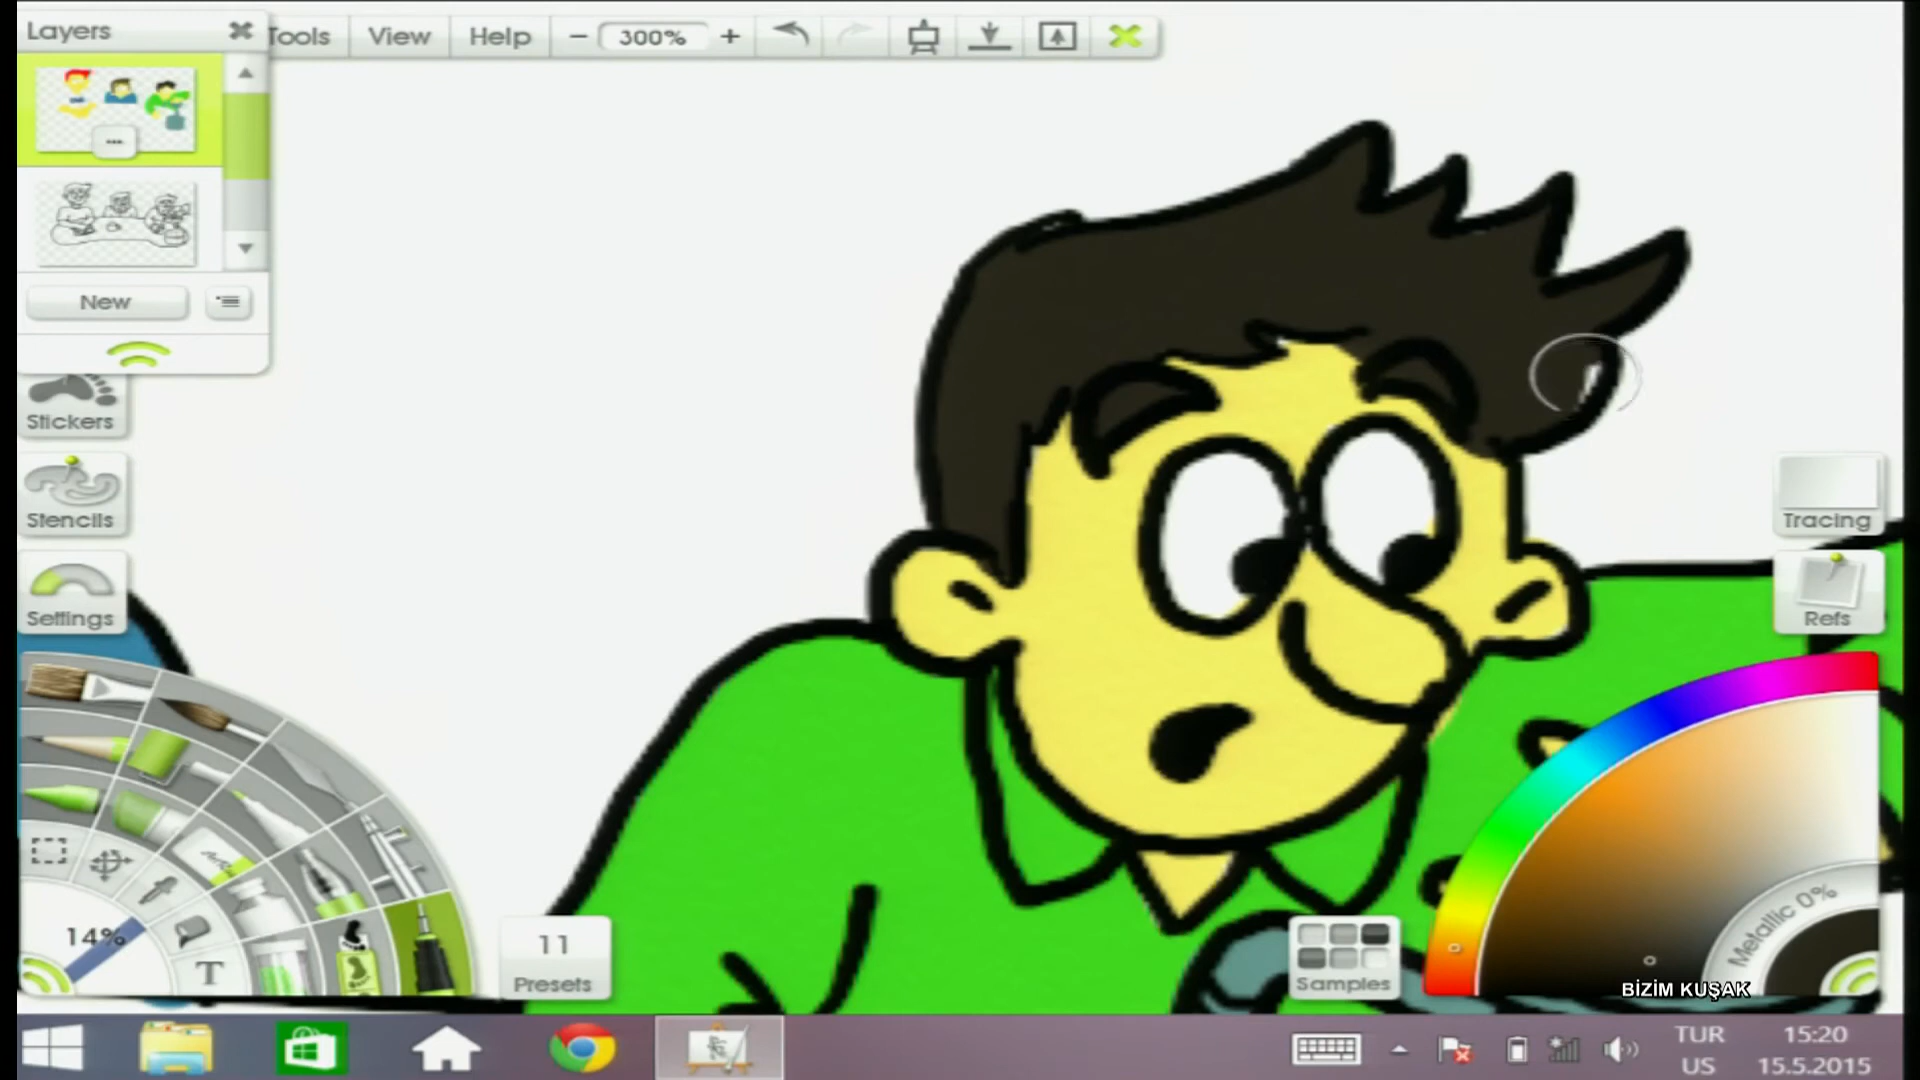 Layers
Tools
View
Help
300%
New
Stickers
Stencils
Settings
14%
T
11
Presets
Tracing
Refs
Metallic 0%
Samples
BİZİM KUŞAK
TUR
US
15:20
15.5.2015